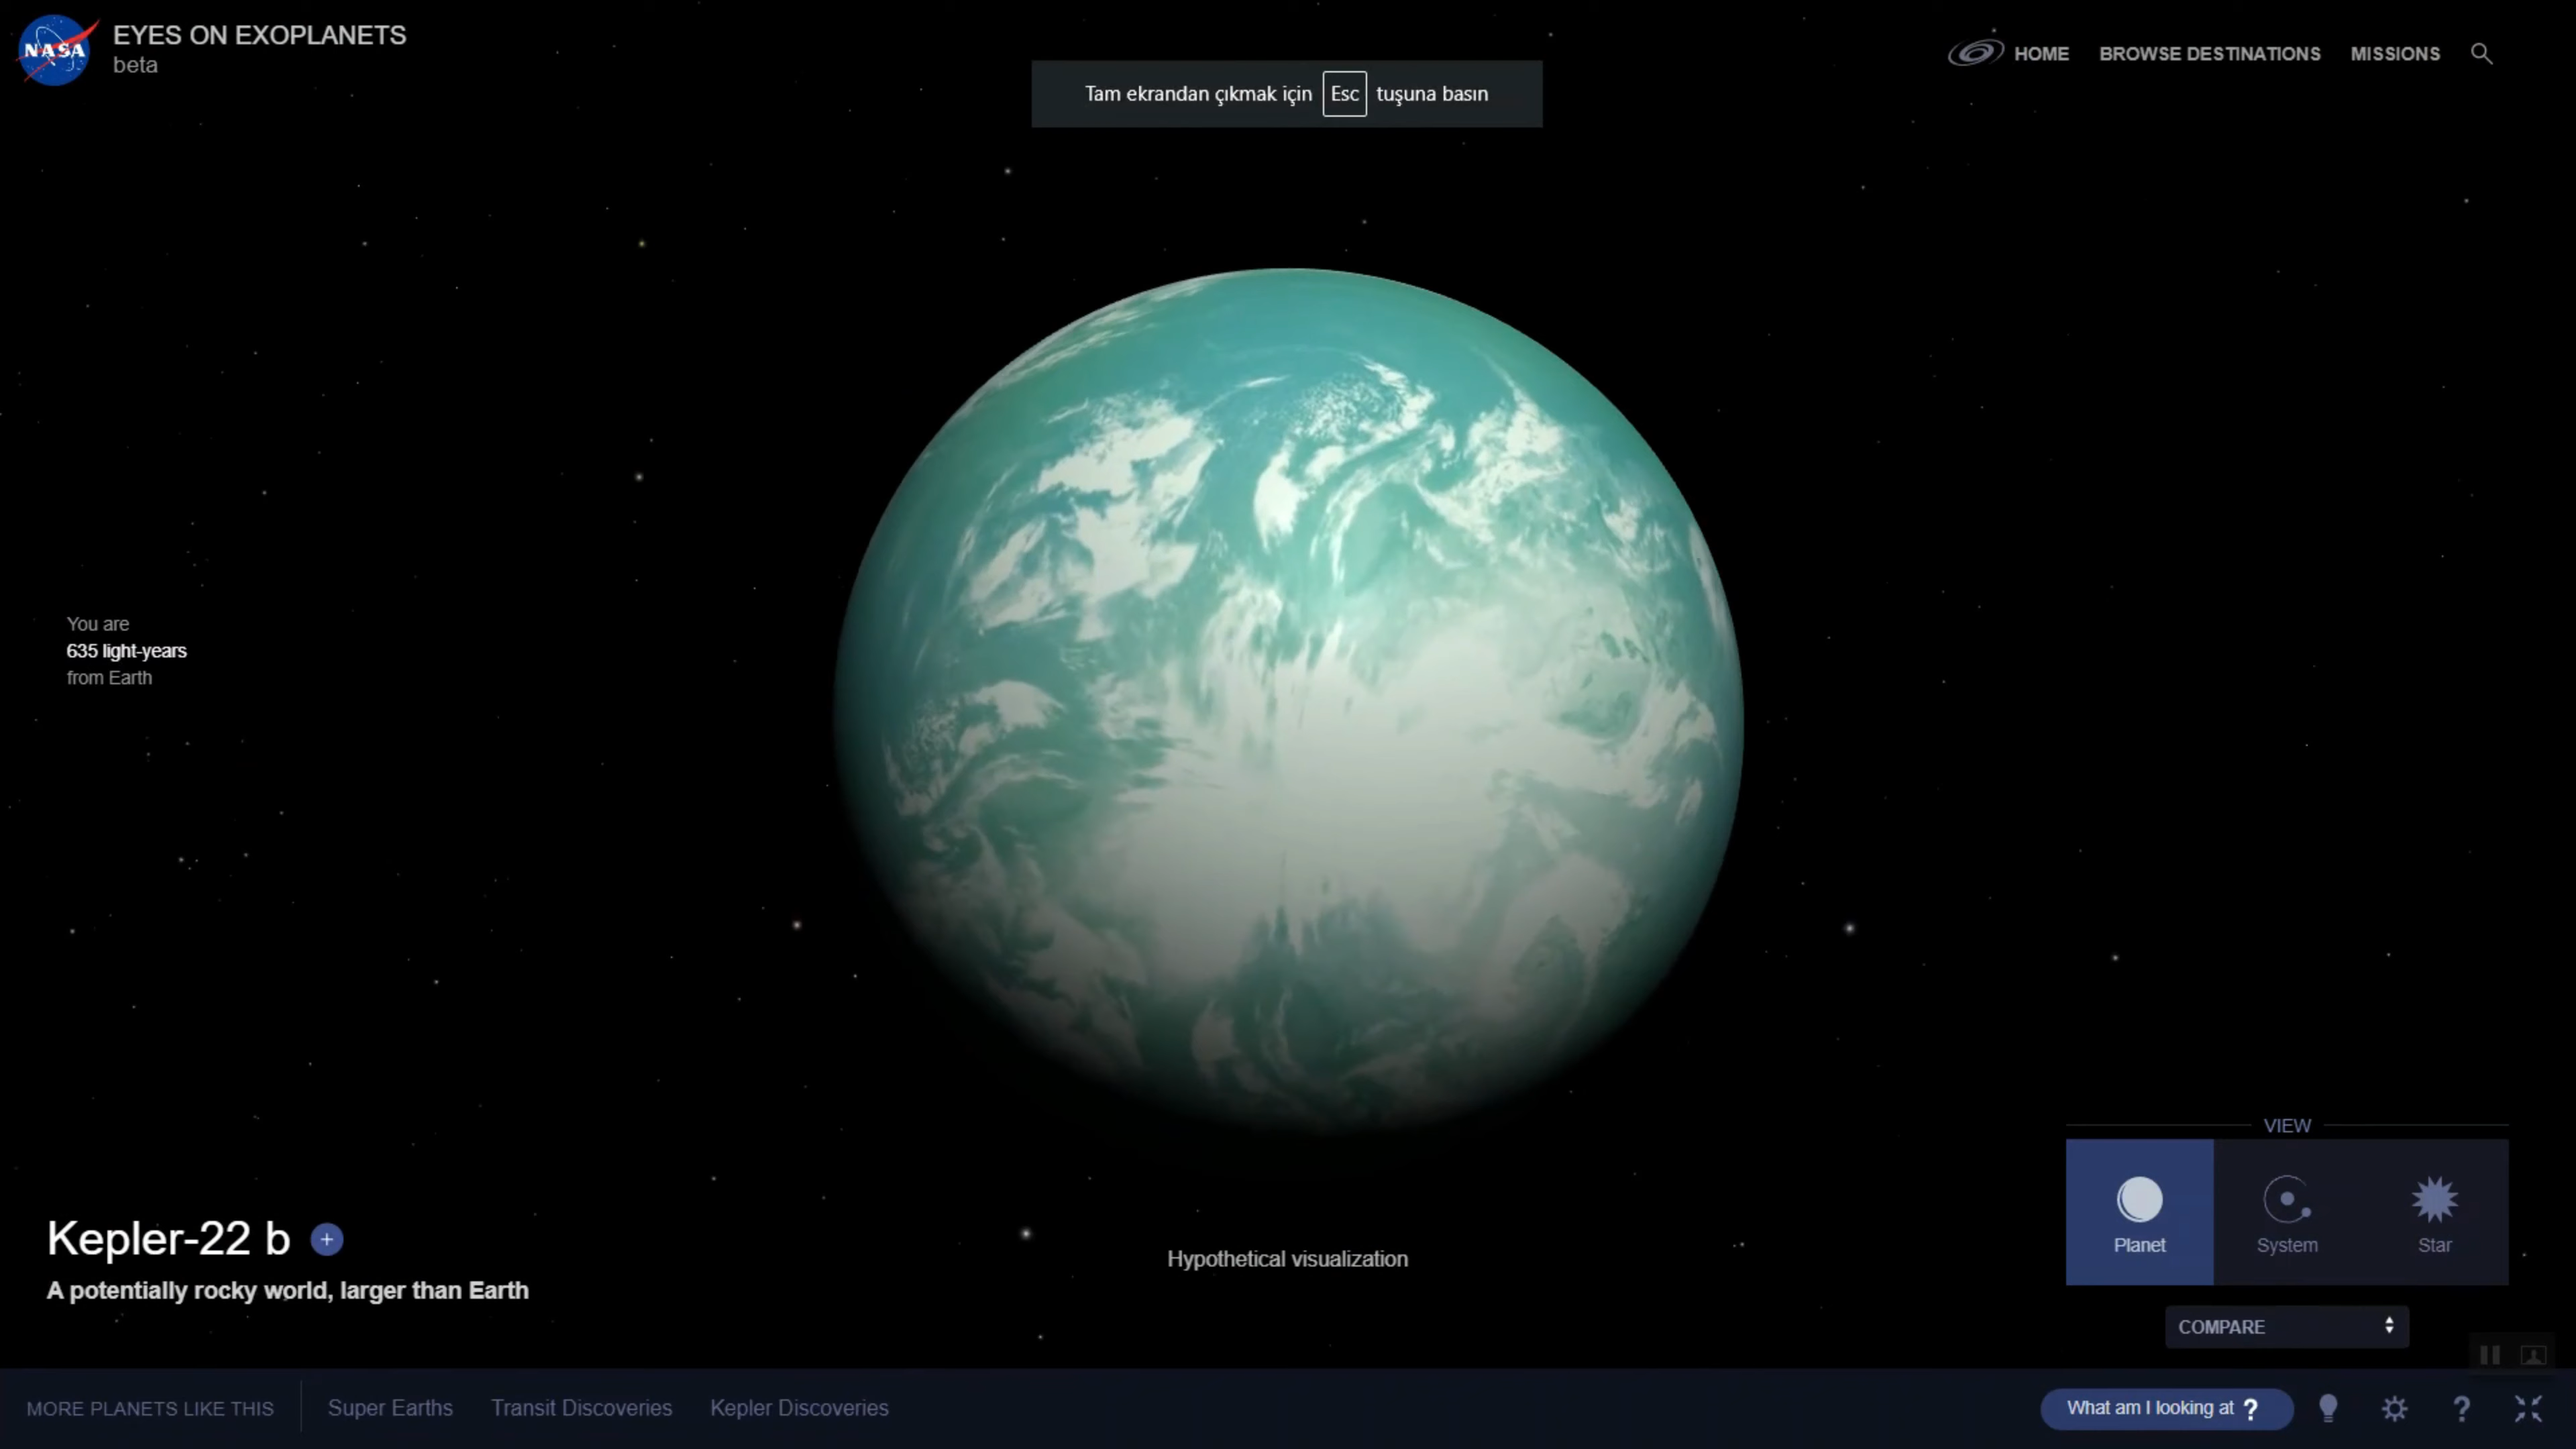 NASA
EYES ON EXOPLANETS
beta
HOME
BROWSE DESTINATIONS
MISSIONS
Tam ekrandan çıkmak için Esc tuşuna basın
You are
635 light-years
from Earth
Kepler-22 b +
A potentially rocky world, larger than Earth
Hypothetical visualization
VIEW
Planet
System
Star
COMPARE
MORE PLANETS LIKE THIS
Super Earths
Transit Discoveries
Kepler Discoveries
What am I looking at ?
?